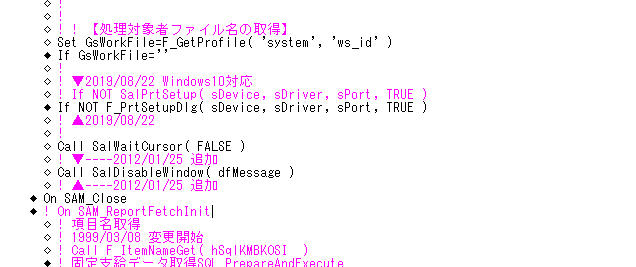 !
!
! ! 【処理対象者ファイル名の取得】
Set GsWorkFile=F_GetProfile( 'system', 'ws_id' )
If GsWorkFile=''
!
! ▼2019/08/22 Windows10対応
! If NOT SalPrtSetup( sDevice, sDriver, sPort, TRUE )
If NOT F_PrtSetupDlg( sDevice, sDriver, sPort, TRUE )
! ▲2019/08/22
!
Call SalWaitCursor( FALSE )
! ▼----2012/01/25 追加
Call SalDisableWindow( dfMessage )
! ▲----2012/01/25 追加
On SAM_Close
! On SAM_ReportFetchInit
! 項目名取得
! 1999/03/08 変更開始
! Call F_ItemNameGet( hSqlKMBKOSI )
! 固定支給データ取得SQL PrepareAndExecute